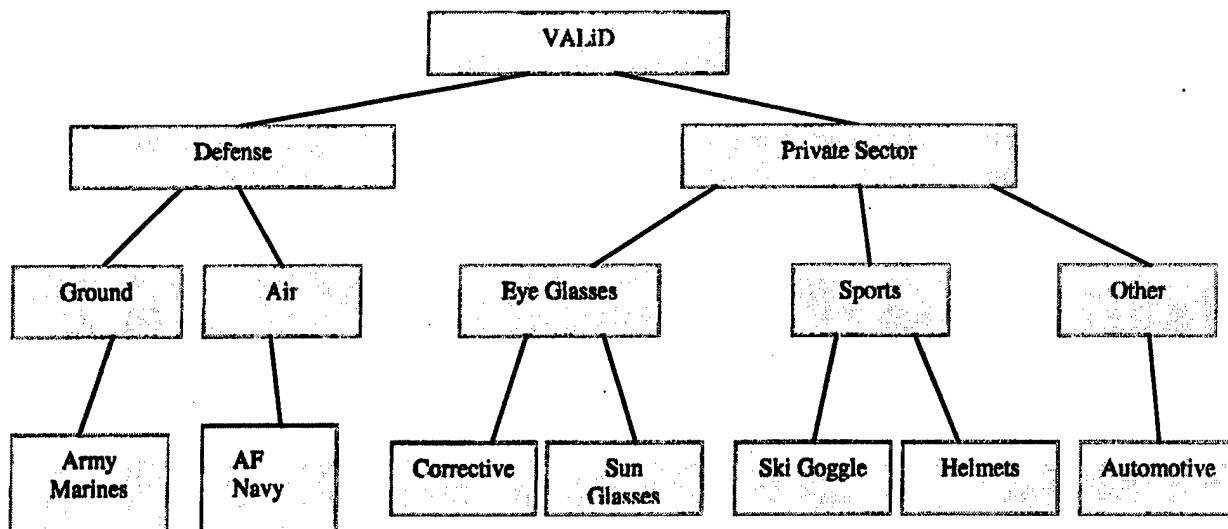 VALiD
Defense
Private Sector
Ground
Air
Eye Glasses
Sports
Other
Army
Marines
AF
Navy
Corrective
Sun
Glasses
Ski Goggle
Helmets
Automotive